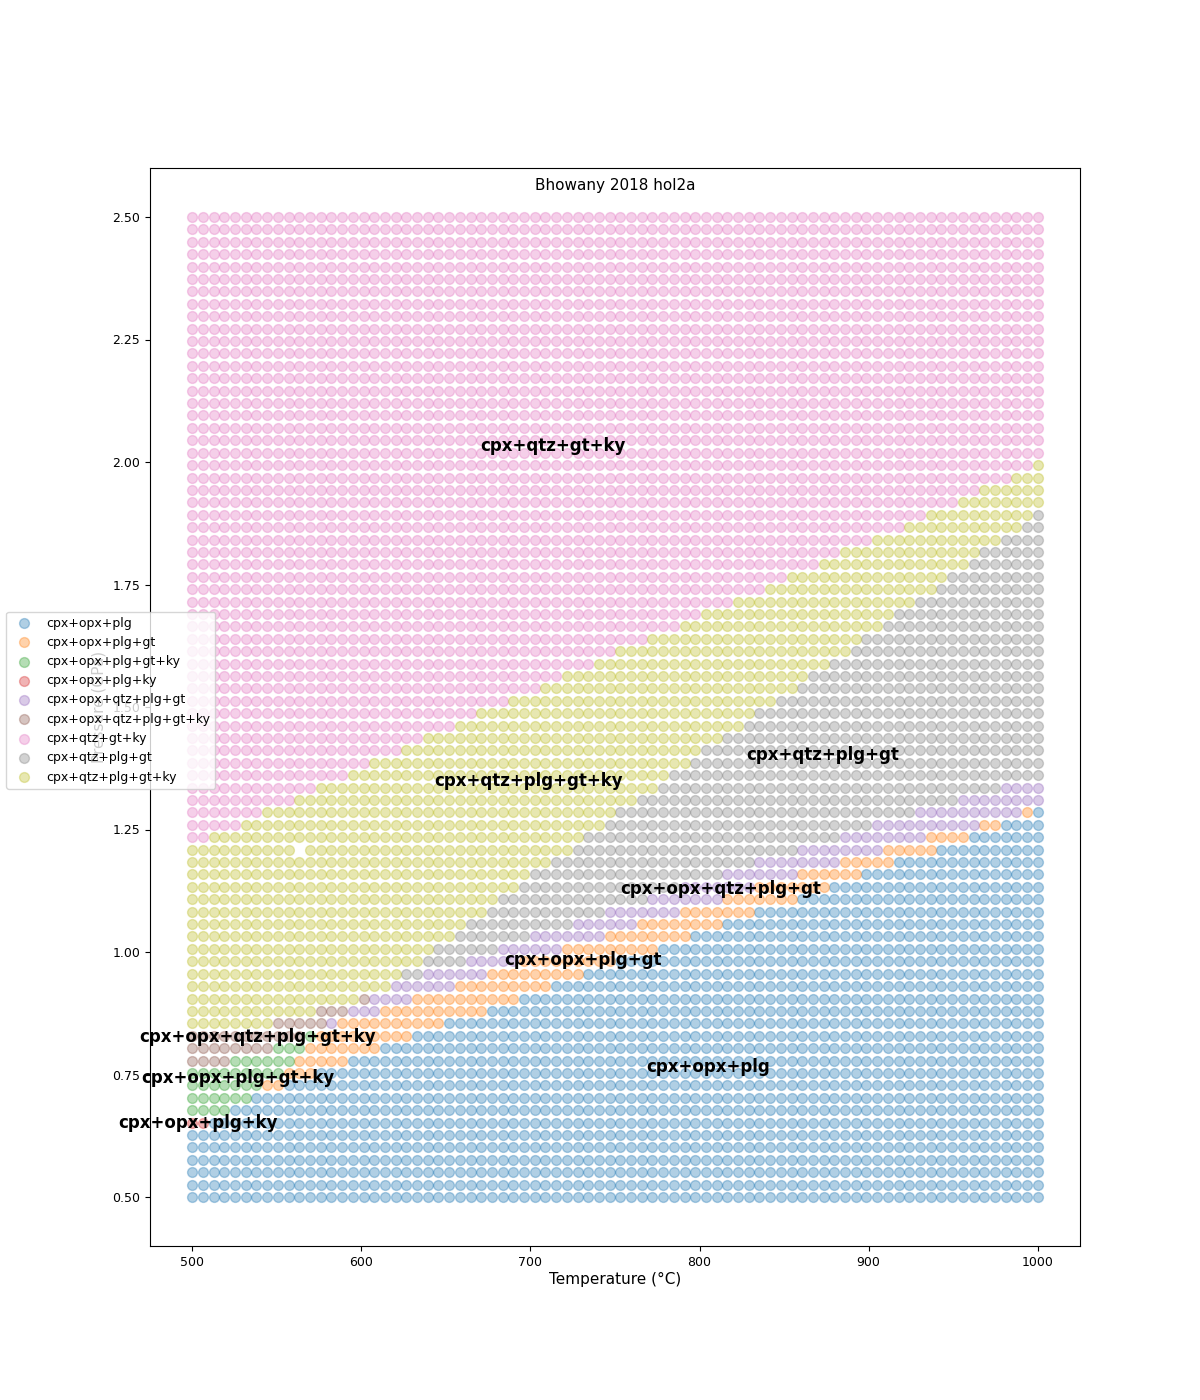 Bhowany 2018 hol2a
2.50
2.25
cpx+qtz+gt+ky
2.00
1.75
cpx+opx+plg
cpx+opx+plg+gt
cpx+opx+plg+gt+ky
cpx+opx+plg+ky
cpx+opx+qtz+plg+gt
cpx+opx+qtz+plg+gt+ky
cpx+qtz+gt+ky
cpx+qtz+plg+gt
cpx+qtz+plg+gt+ky
1.50
cpx+qtz+plg+gt
cpx+qtz+plg+gt+ky
1.25
cpx+opx+qtz+plg+gt
cpx+opx+plg+gt
1.00
cpx+opx+qtz+plg+gt+ky
cpx+opx+plg
cpx+opx+plg+gt+ky
0.75
cpx+opx+plg+ky
0.50
500 600 700 800 900 1000
Temperature (°C)